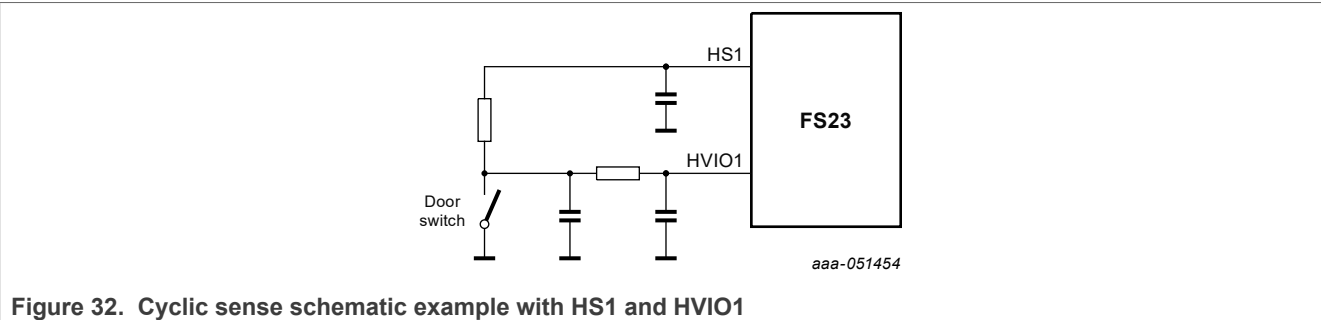 HS1
FS23
HVIO1
Door
switch
aaa-051454
Figure 32. Cyclic sense schematic example with HS1 and HVIO1